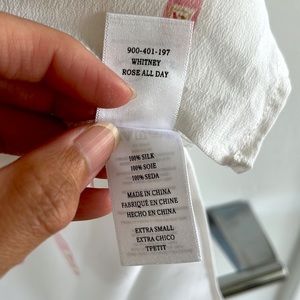 900-401-197
WHITNEY
ROSE ALL DAY
100% SILK
100% SOIE
100% SEDA
MADE IN CHINA
FABRIQUÉ EN CHINE
HECHO EN CHINA
EXTRA SMALL
EXTRA CHICO
TPETIT